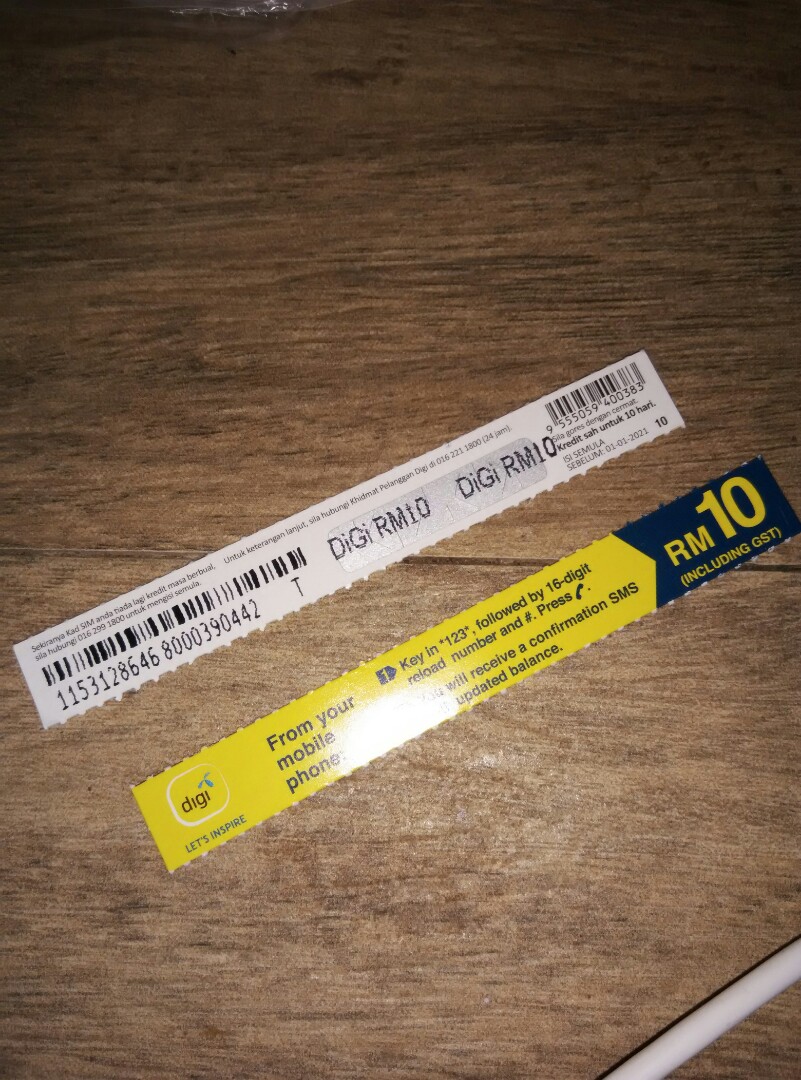 Sekiranya Kad SIM anda tiada lagi kredit masa berbual,
sila hubungi 016 299 1800 untuk mengisi semula.
Untuk keterangan lanjut, sila hubungi Khidmat Pelanggan Digi di 016 221 1800 (24 jam).
1153128646 8000390442 T
DiGi RM10 DiGi RM10
9 555059 400383
Sila gores dengan cermat.
Kredit sah untuk 10 hari.
ISI SEMULA
SEBELUM: 01-01-2021
10
digi
LET'S INSPIRE
From your
mobile
phone:
1 Key in *123*, followed by 16-digit
reload number and #. Press
You will receive a confirmation SMS
updated balance.
RM10
(INCLUDING GST)